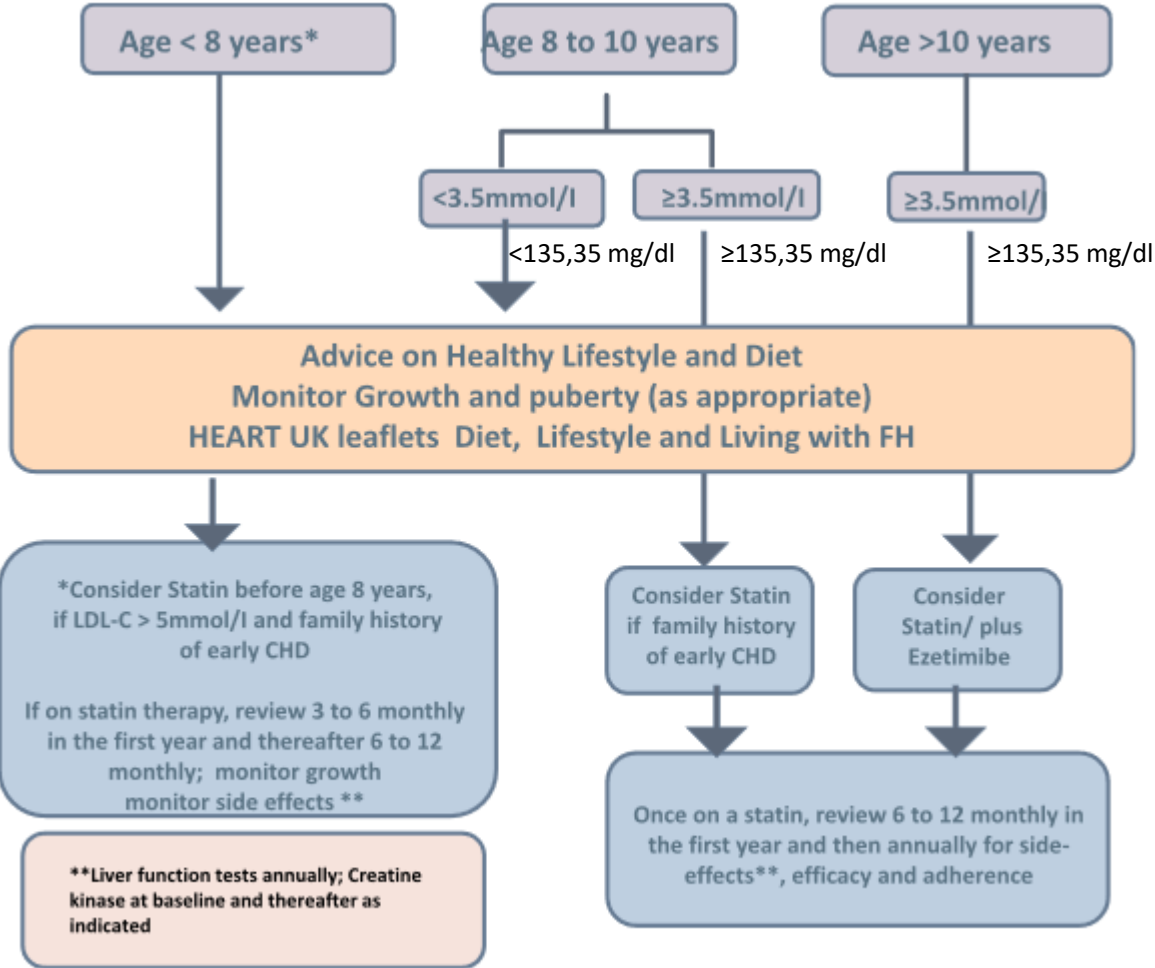 Age < 8 years*
Age 8 to 10 years
Age >10 years
<3.5mmol/l
≥3.5mmol/l
≥3.5mmol/l
<135,35 mg/dl
≥135,35 mg/dl
≥135,35 mg/dl
Advice on Healthy Lifestyle and Diet
Monitor Growth and puberty (as appropriate)
HEART UK leaflets Diet, Lifestyle and Living with FH
*Consider Statin before age 8 years,
if LDL-C > 5mmol/l and family history
of early CHD
If on statin therapy, review 3 to 6 monthly
in the first year and thereafter 6 to 12
monthly; monitor growth
monitor side effects **
Consider Statin
if family history
of early CHD
Consider
Statin/ plus
Ezetimibe
Once on a statin, review 6 to 12 monthly in
the first year and then annually for side-
effects**, efficacy and adherence
**Liver function tests annually; Creatine
kinase at baseline and thereafter as
indicated